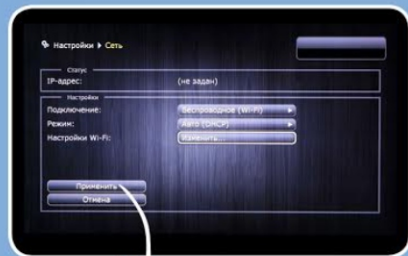 Настройки ▸ Сеть
Статус
IP-адрес: (не задан)
Настройки
Подключение: Беспроводное (Wi-Fi)
Режим: Авто (DHCP)
Настройки Wi-Fi: Изменить...
Применить
Отмена